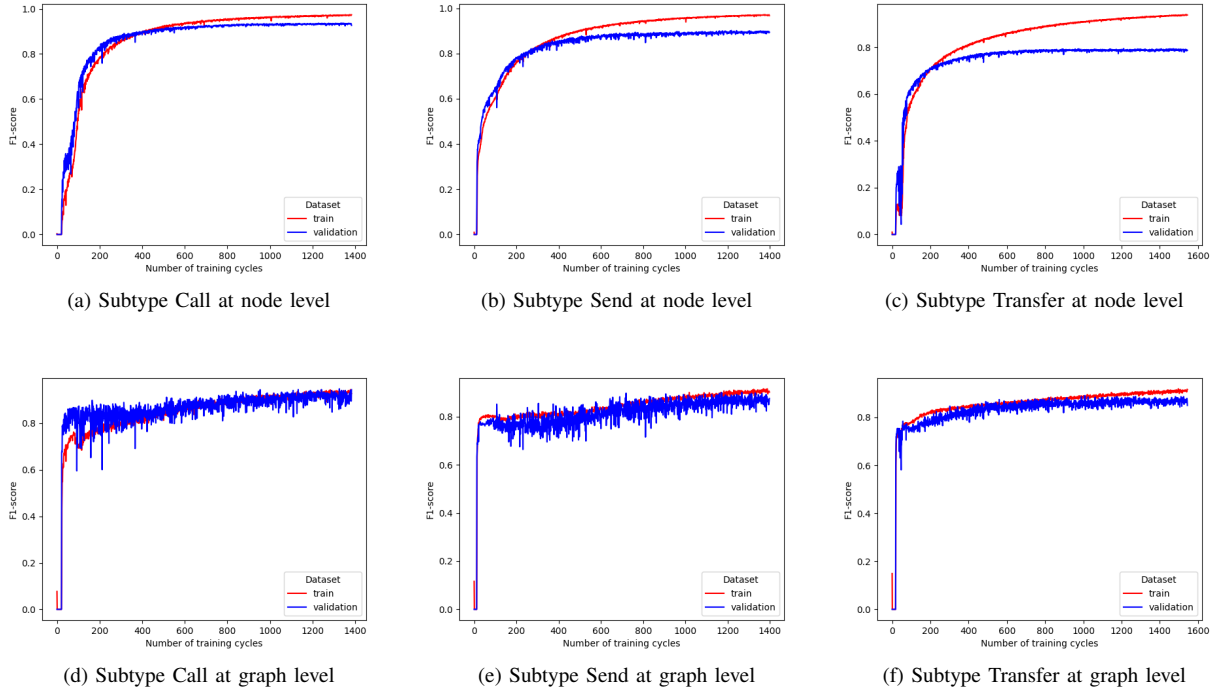 1.0
0.8
0.6
0.4
0.2
0.0
F1-score
Dataset
train
validation
0 200 400 600 800 1000 1200 1400
Number of training cycles
(a) Subtype Call at node level
1.0
0.8
0.6
0.4
0.2
0.0
F1-score
Dataset
train
validation
0 200 400 600 800 1000 1200 1400
Number of training cycles
(b) Subtype Send at node level
0.8
0.6
0.4
0.2
0.0
F1-score
Dataset
train
validation
0 200 400 600 800 1000 1200 1400 1600
Number of training cycles
(c) Subtype Transfer at node level
0.8
0.6
0.4
0.2
0.0
F1-score
Dataset
train
validation
0 200 400 600 800 1000 1200 1400
Number of training cycles
(d) Subtype Call at graph level
0.8
0.6
0.4
0.2
0.0
F1-score
Dataset
train
validation
0 200 400 600 800 1000 1200 1400
Number of training cycles
(e) Subtype Send at graph level
0.8
0.6
0.4
0.2
0.0
F1-score
Dataset
train
validation
0 200 400 600 800 1000 1200 1400 1600
Number of training cycles
(f) Subtype Transfer at graph level